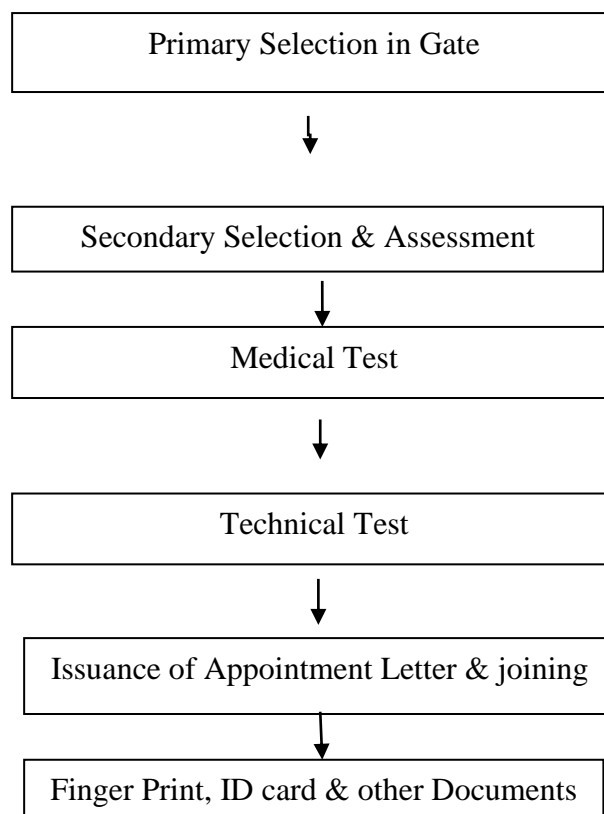 Primary Selection in Gate
Secondary Selection & Assessment
Medical Test
Technical Test
Issuance of Appointment Letter & joining
Finger Print, ID card & other Documents